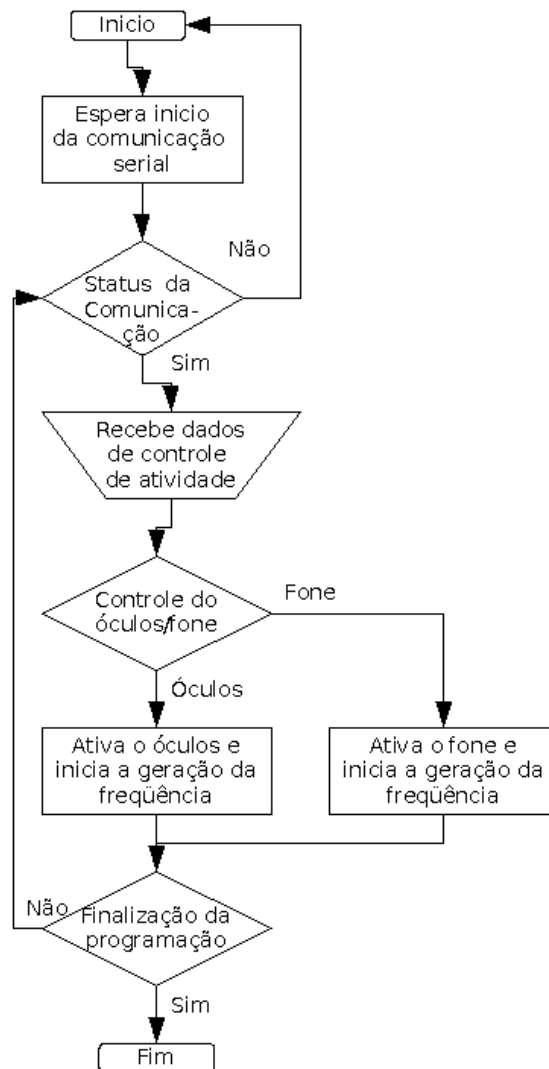 Inicio
Espera inicio
da comunicação
serial
Não
Status da
Comunica-
ção
Sim
Recebe dados
de controle
de atividade
Controle do
óculos/fone
Fone
Óculos
Ativa o óculos e
inicia a geração da
freqüência
Ativa o fone e
inicia a geração da
freqüência
Não
Finalização da
programação
Sim
Fim